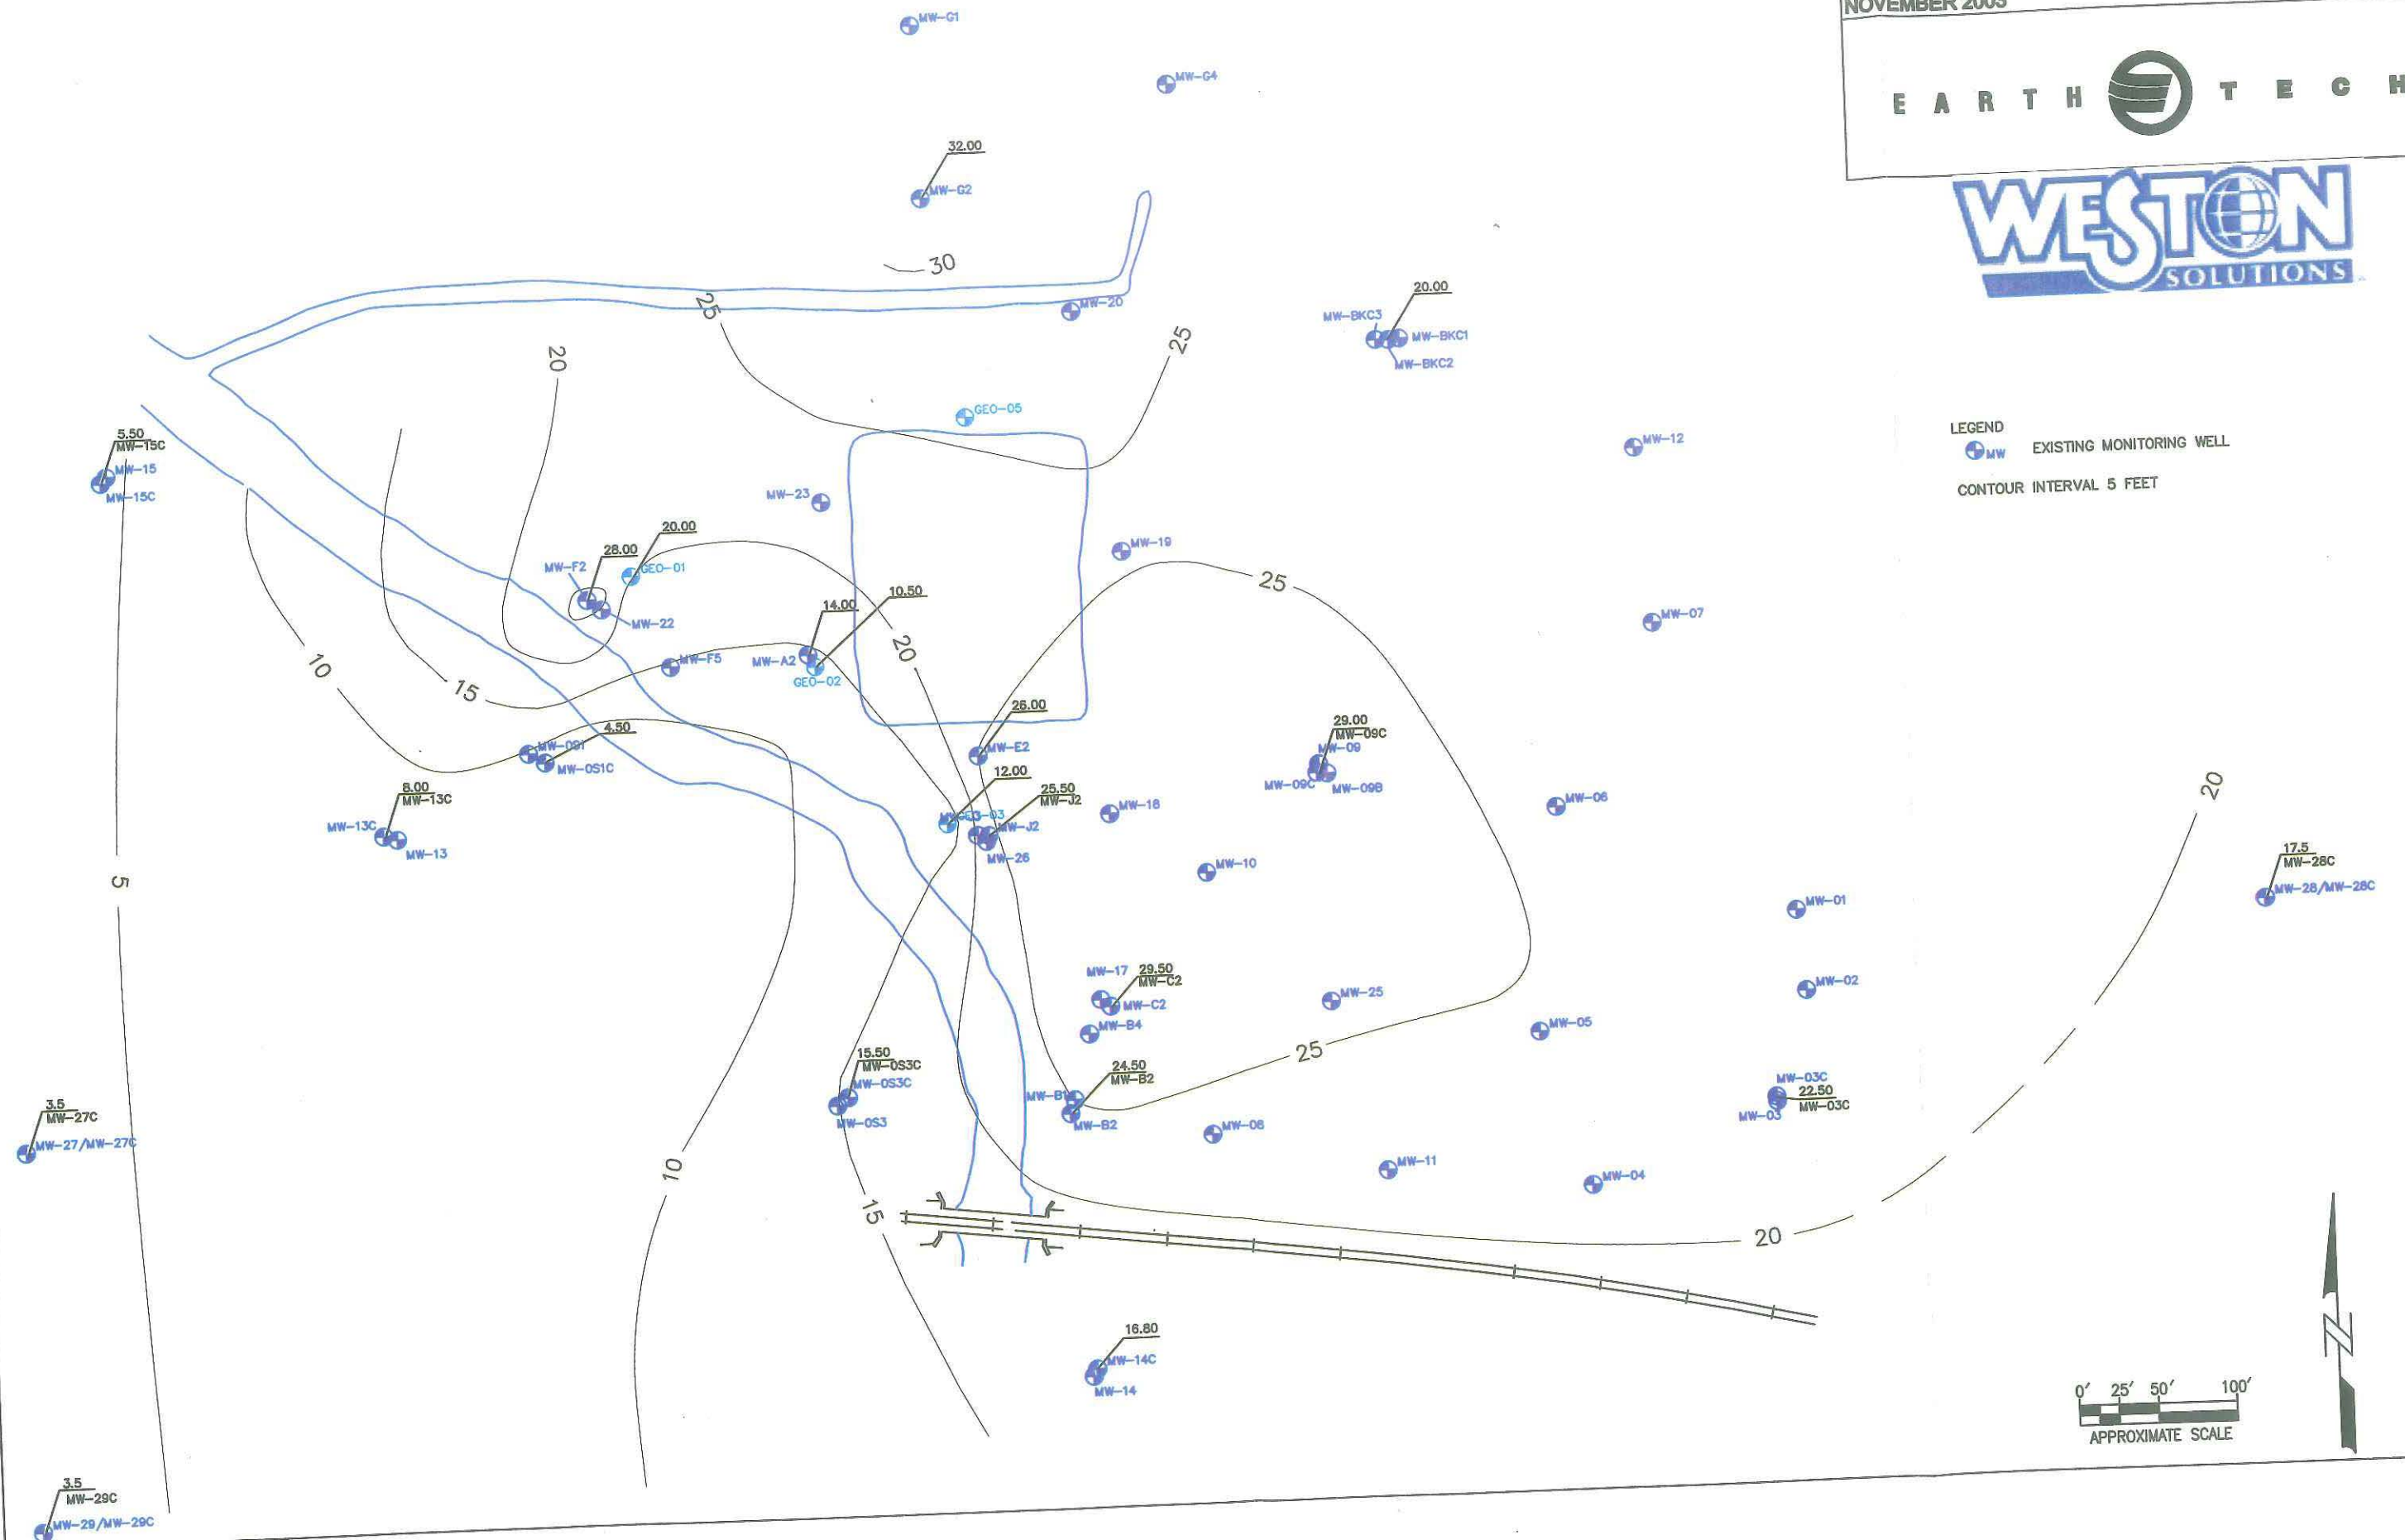 NOVEMBER 2003
EARTH TECH
WESTON
SOLUTIONS
LEGEND
MW EXISTING MONITORING WELL
CONTOUR INTERVAL 5 FEET
MW-G1
MW-G4
32.00
MW-G2
30
25
MW-20
25
20.00
MW-BKC3
MW-BKC1
MW-BKC2
20
GEO-05
MW-12
5.50
MW-15C
MW-15
MW-15C
MW-23
20.00
MW-19
28.00
MW-F2
GEO-01
25
10.50
14.00
MW-22
MW-07
20
10
MW-F5
MW-A2
GEO-02
15
26.00
4.50
29.00
MW-09C
MW-09
MW-E2
MW-OS1
MW-OS1C
12.00
MW-09C
MW-09B
20
8.00
MW-13C
25.50
MW-J2
MW-18
MW-06
GEO-03
MW-13C
MW-J2
MW-13
MW-26
17.5
MW-28C
MW-10
5
MW-28/MW-28C
MW-01
MW-17
29.50
MW-C2
MW-C2
MW-25
MW-02
MW-B4
MW-05
25
15.50
MW-OS3C
24.50
MW-B2
MW-OS3C
MW-03C
22.50
MW-03C
MW-03
3.5
MW-27C
MW-OS3
MW-B2
MW-08
MW-27/MW-27C
10
MW-11
MW-04
15
20
16.80
MW-14C
MW-14
0' 25' 50' 100'
APPROXIMATE SCALE
N
3.5
MW-29C
MW-29/MW-29C